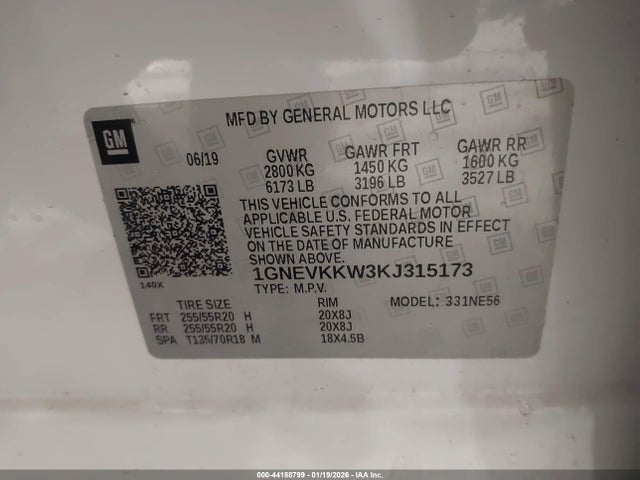 MFD BY GENERAL MOTORS LLC
GM
06/19 GVWR GAWR FRT GAWR RR
2800 KG 1450 KG 1600 KG
6173 LB 3196 LB 3527 LB
THIS VEHICLE CONFORMS TO ALL
APPLICABLE U.S. FEDERAL MOTOR
VEHICLE SAFETY STANDARDS IN EFFECT
ON THE DATE OF MANUFACTURE
SHOWN ABOVE.
140X
1GNEVKKW3KJ315173
TYPE: M.P.V. MODEL: 331NE56
TIRE SIZE RIM
FRT 255/55R20 H 20X8J
RR 255/55R20 H 20X8J
SPA T135/70R18 M 18X4.5B
000-44188799 - 01/19/2026 - IAA Inc.